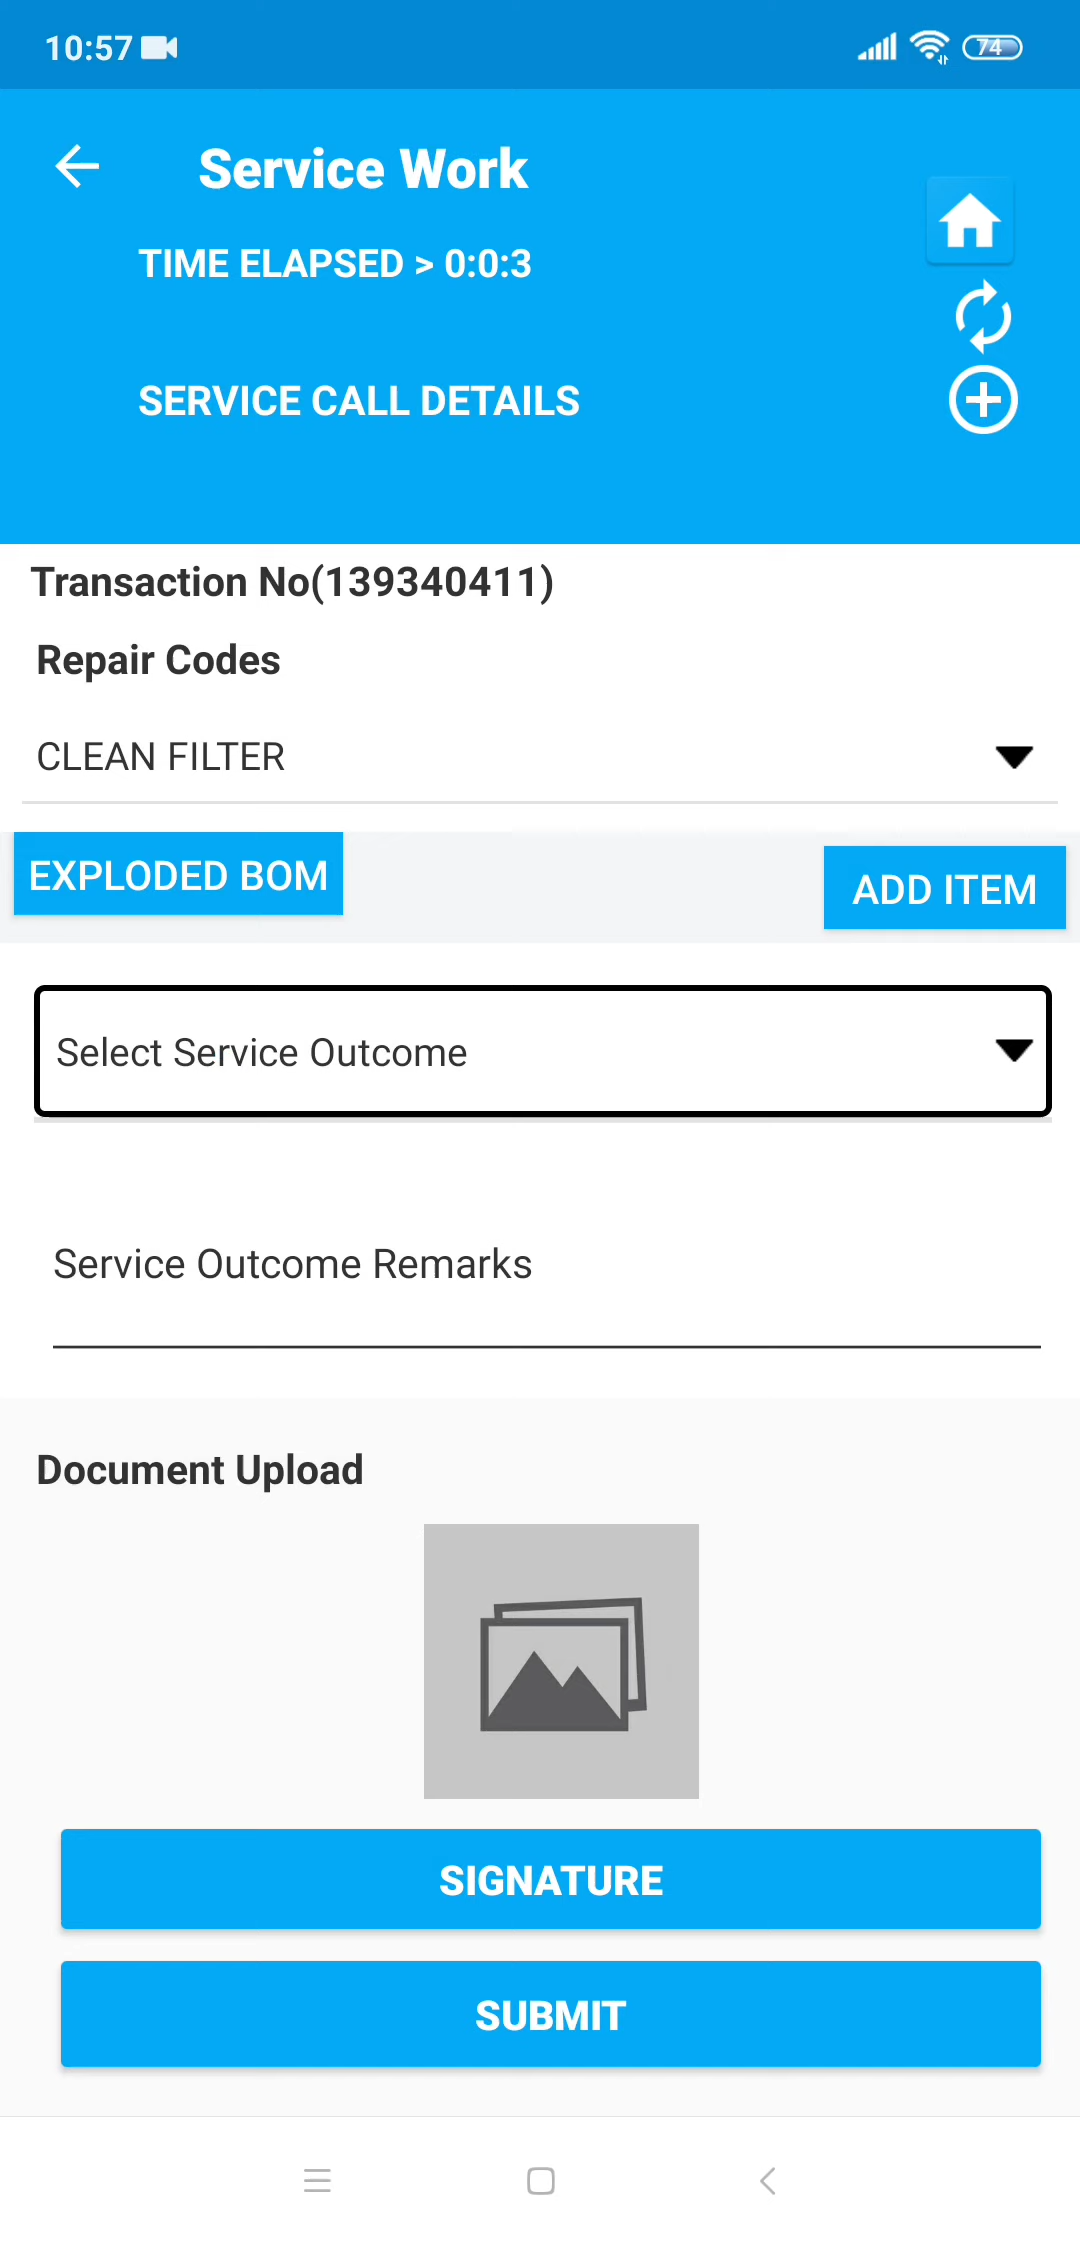 10:57
74
Service Work
TIME ELAPSED > 0:0:3
SERVICE CALL DETAILS
Transaction No(139340411)
Repair Codes
CLEAN FILTER
EXPLODED BOM
ADD ITEM
Select Service Outcome
Service Outcome Remarks
Document Upload
SIGNATURE
SUBMIT